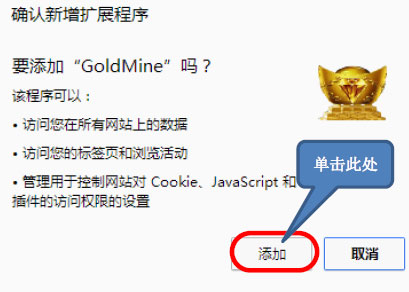 确认新增扩展程序
要添加“GoldMine”吗？
该程序可以：
• 访问您在所有网站上的数据
• 访问您的标签页和浏览活动
• 管理用于控制网站对 Cookie、JavaScript 和
插件的访问权限的设置
单击此处
添加
取消